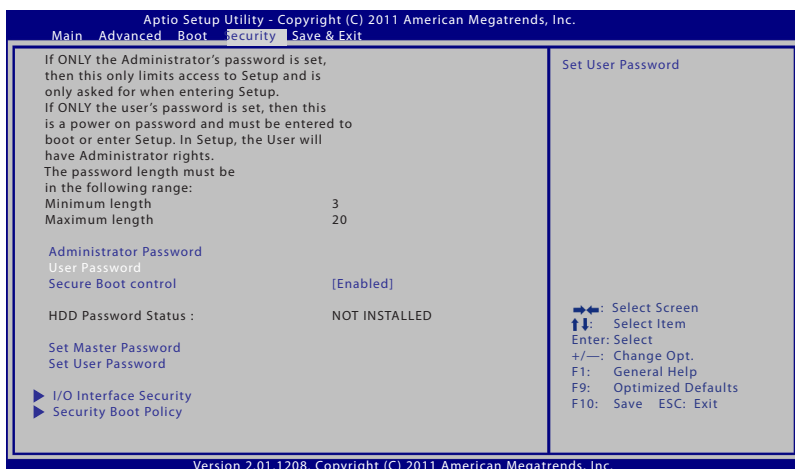 Aptio Setup Utility - Copyright (C) 2011 American Megatrends, Inc.
Main Advanced Boot Security Save & Exit
If ONLY the Administrator's password is set,
then this only limits access to Setup and is
only asked for when entering Setup.
If ONLY the user's password is set, then this
is a power on password and must be entered to
boot or enter Setup. In Setup, the User will
have Administrator rights.
The password length must be
in the following range:
Minimum length 3
Maximum length 20
Administrator Password
User Password
Secure Boot control [Enabled]
HDD Password Status : NOT INSTALLED
Set Master Password
Set User Password
I/O Interface Security
Security Boot Policy
Set User Password
→←: Select Screen
↑↓: Select Item
Enter: Select
+/—: Change Opt.
F1: General Help
F9: Optimized Defaults
F10: Save ESC: Exit
Version 2.01.1208. Copyright (C) 2011 American Megatrends, Inc.